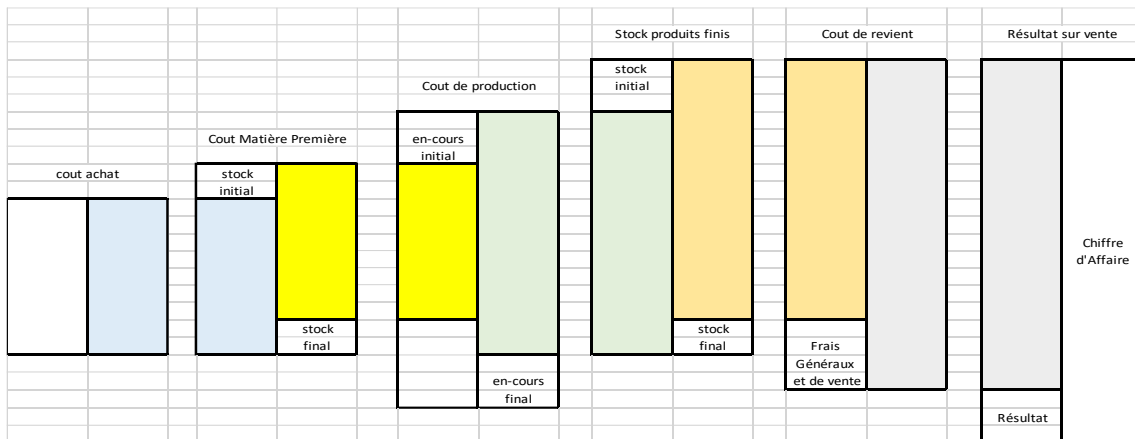 Stock produits finis
Cout de revient
Résultat sur vente
stock
initial
Cout de production
en-cours
initial
Cout Matière Première
cout achat
stock
initial
Chiffre
d'Affaire
stock
final
stock
final
Frais
Généraux
et de vente
en-cours
final
Résultat